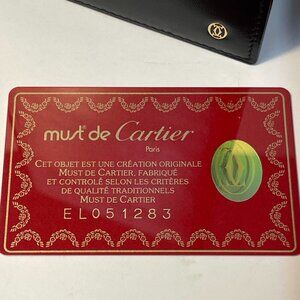 must de Cartier
Paris
CET OBJET EST UNE CRÉATION ORIGINALE
MUST DE CARTIER, FABRIQUÉ
ET CONTRÔLÉ SELON LES CRITÈRES
DE QUALITÉ TRADITIONNELS
MUST DE CARTIER
EL051283